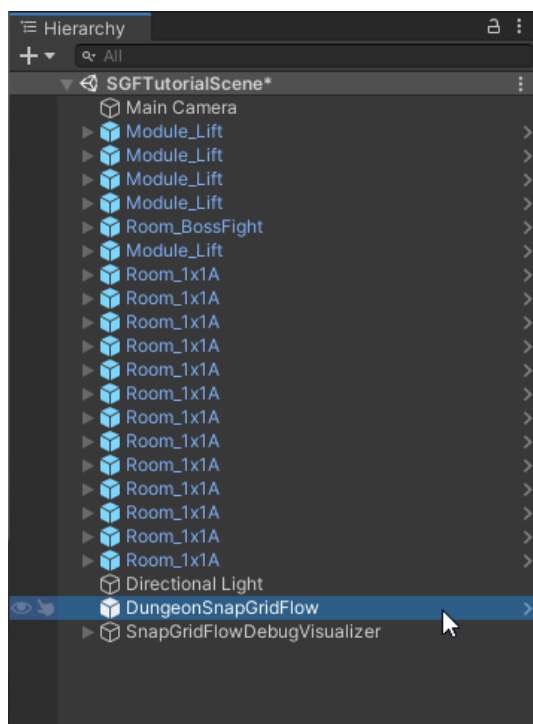 Hierarchy
All
SGFTutorialScene*
Main Camera
Module_Lift
Module_Lift
Module_Lift
Module_Lift
Room_BossFight
Module_Lift
Room_1x1A
Room_1x1A
Room_1x1A
Room_1x1A
Room_1x1A
Room_1x1A
Room_1x1A
Room_1x1A
Room_1x1A
Room_1x1A
Room_1x1A
Room_1x1A
Room_1x1A
Directional Light
DungeonSnapGridFlow
SnapGridFlowDebugVisualizer